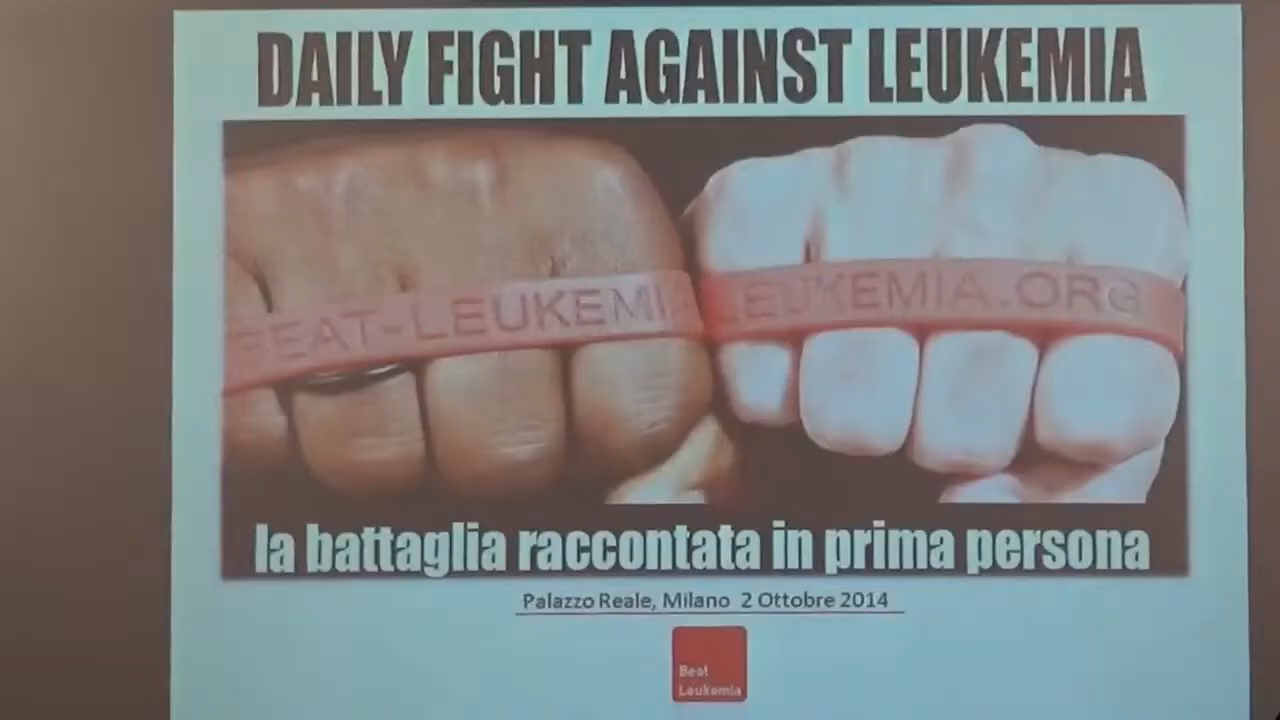 DAILY FIGHT AGAINST LEUKEMIA
BEAT-LEUKEMI
LEUKEMIA.ORG
la battaglia raccontata in prima persona
Palazzo Reale, Milano 2 Ottobre 2014
Beat
Leukemia